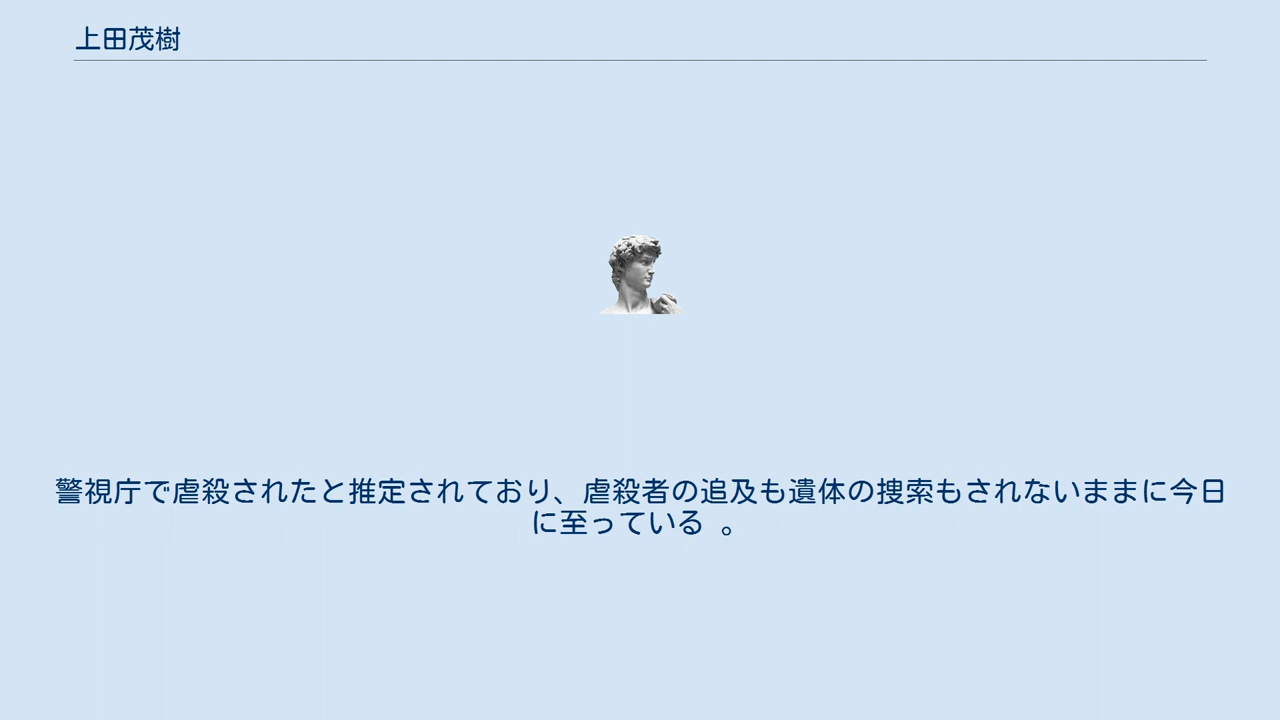 上田茂樹
警視庁で虐殺されたと推定されており、虐殺者の追及も遺体の捜索もされないままに今日
に至っている 。